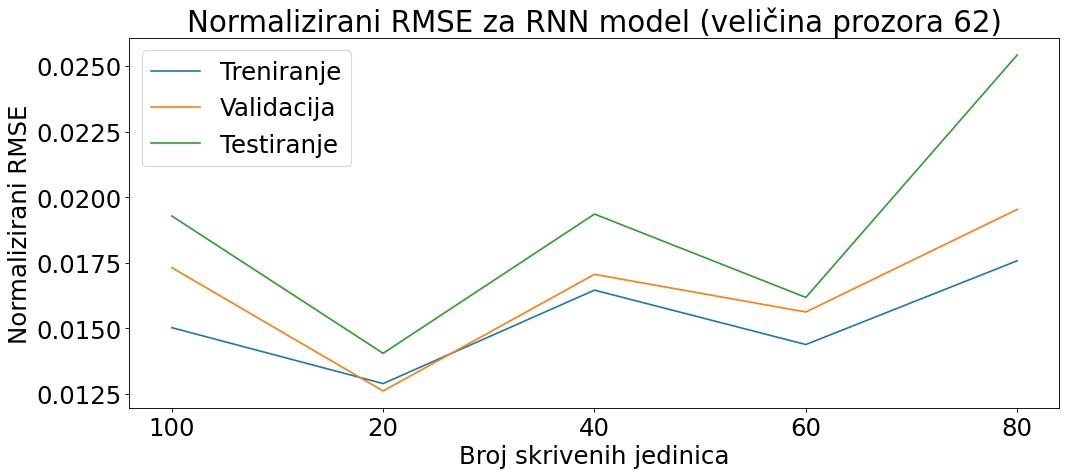 Normalizirani RMSE za RNN model (veličina prozora 62)
Normalizirani RMSE
0.0250
0.0225
0.0200
0.0175
0.0150
0.0125
Treniranje
Validacija
Testiranje
100 20 40 60 80
Broj skrivenih jedinica